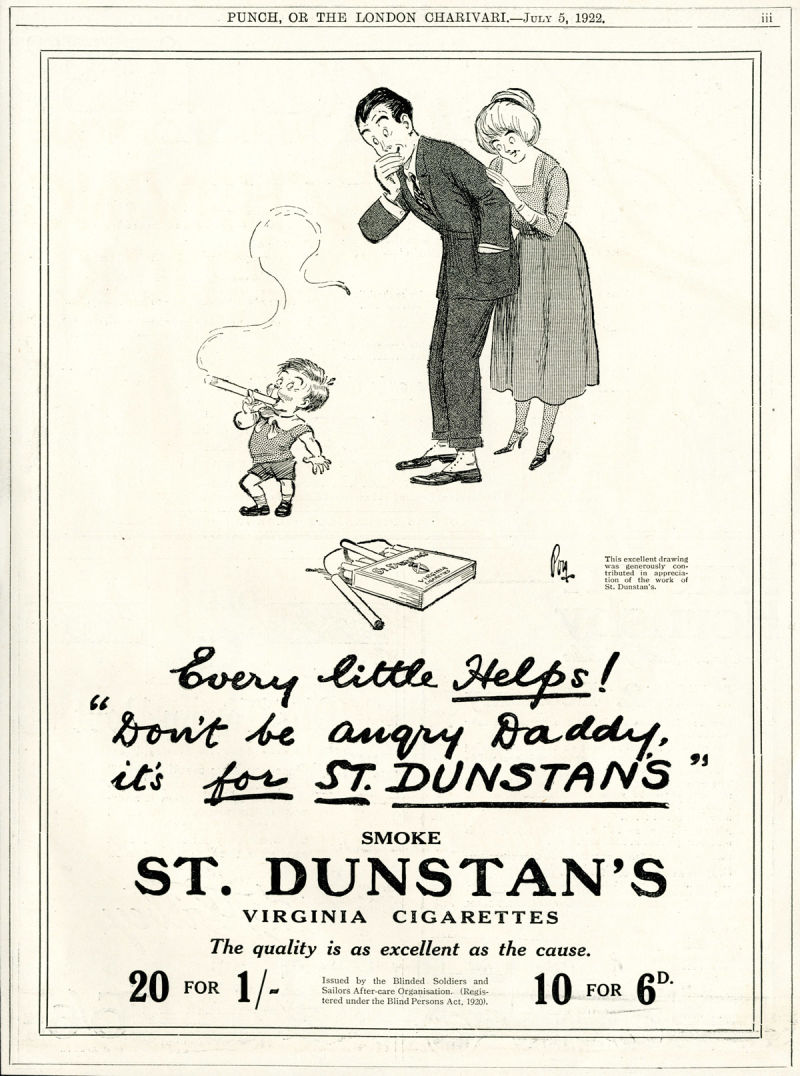 PUNCH, OR THE LONDON CHARIVARI.—JULY 5, 1922.
iii
St. Dunstan's
Poy
This excellent drawing
was generously con-
tributed in apprecia-
tion of the work of
St. Dunstan's.
Every little Helps!
"Don't be angry Daddy,
it's for ST. DUNSTAN'S"
SMOKE
ST. DUNSTAN'S
VIRGINIA CIGARETTES
The quality is as excellent as the cause.
20 FOR 1/-
Issued by the Blinded Soldiers and
Sailors After-care Organisation. (Regis-
tered under the Blind Persons Act, 1920).
10 FOR 6D.